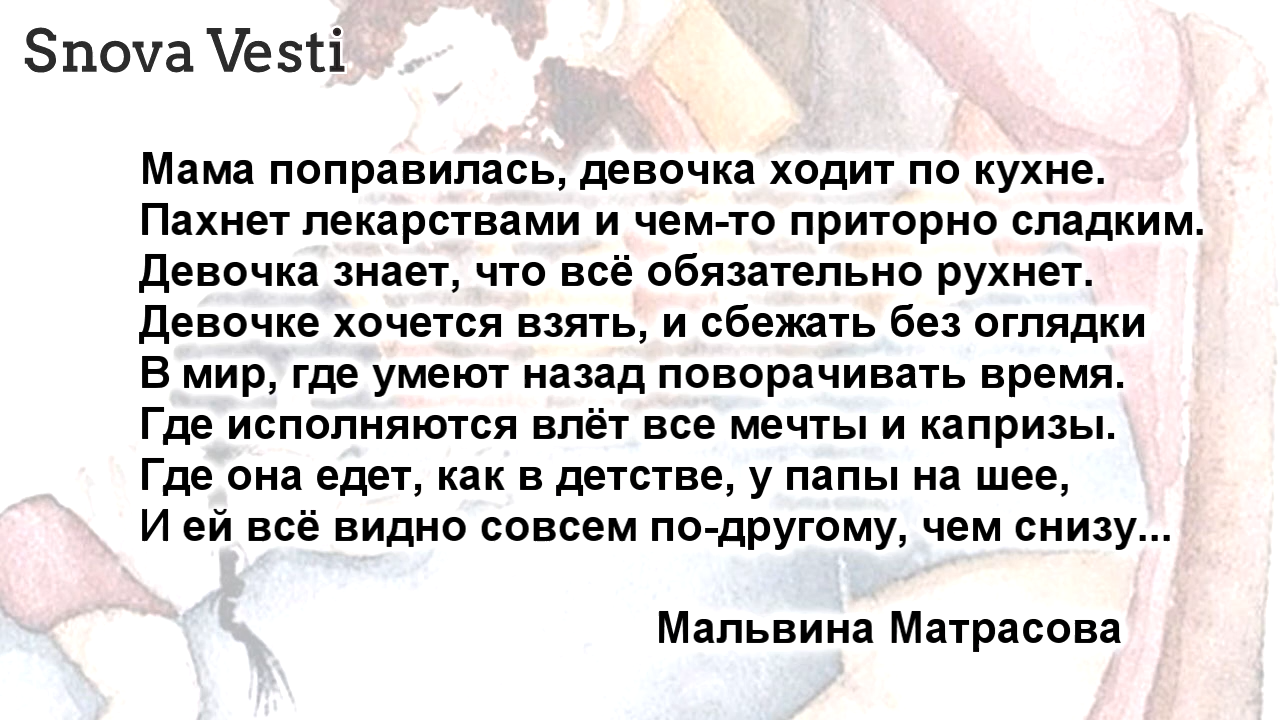 Snova Vesti
Мама поправилась, девочка ходит по кухне.
Пахнет лекарствами и чем-то приторно сладким.
Девочка знает, что всё обязательно рухнет.
Девочке хочется взять, и сбежать без оглядки
В мир, где умеют назад поворачивать время.
Где исполняются влёт все мечты и капризы.
Где она едет, как в детстве, у папы на шее,
И ей всё видно совсем по-другому, чем снизу...
Мальвина Матрасова